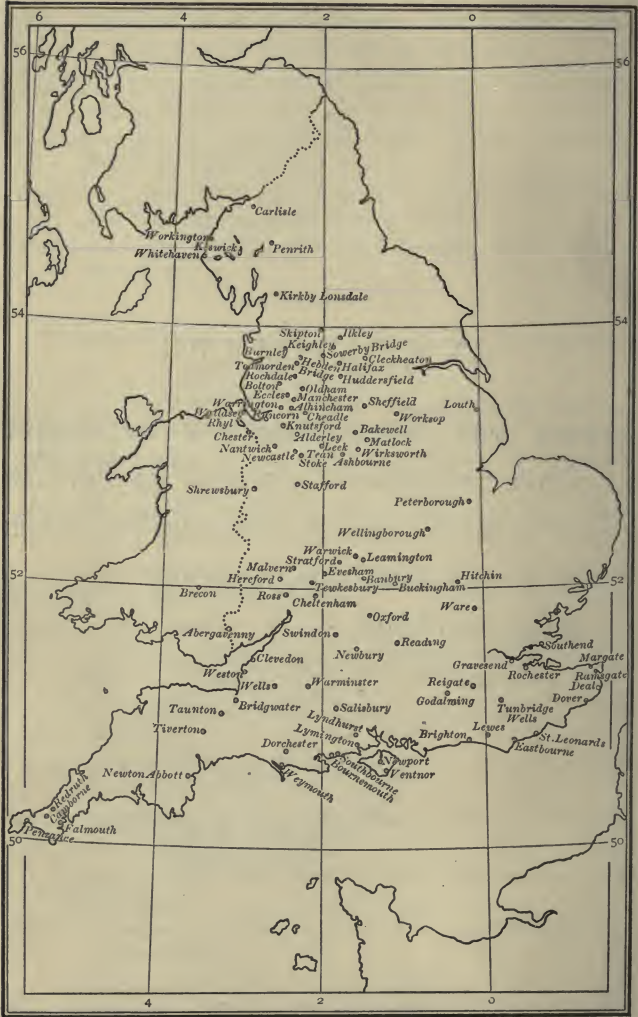 6 4 2 0
56 56
Carlisle
Workington
Keswick
Whitehaven
Penrith
Kirkby Lonsdale
54 54
Skipton
Ilkley
Keighley
Sowerby Bridge
Burnley
Cleckheaton
Todmorden
Hebden
Bridge
Halifax
Rochdale
Huddersfield
Bolton
Oldham
Eccles
Manchester
Warrington
Altrincham
Sheffield
Louth
Wallasey
Runcorn
Cheadle
Worksop
Rhyl
Knutsford
Chester
Alderley
Bakewell
Nantwich
Leek
Matlock
Newcastle
Tean
Wirksworth
Stoke
Ashbourne
Shrewsbury
Stafford
Peterborough
Wellingborough
Warwick
Leamington
Stratford
Malvern
Evesham
Hereford
Banbury
Hitchin
52 52
Brecon
Tewkesbury
Buckingham
Ross
Cheltenham
Oxford
Ware
Abergavenny
Swindon
Reading
Southend
Clevedon
Newbury
Gravesend
Margate
Weston
Rochester
Ramsgate
Wells
Warminster
Reigate
Deal
Godalming
Dover
Bridgwater
Taunton
Salisbury
Tunbridge
Wells
Tiverton
Lyndhurst
Lymington
Brighton
Lewes
St. Leonards
Eastbourne
Dorchester
Newton Abbott
Southbourne
Bournemouth
Newport
Ventnor
Weymouth
Redruth
Camborne
Falmouth
Penzance
50 50
4 2 0